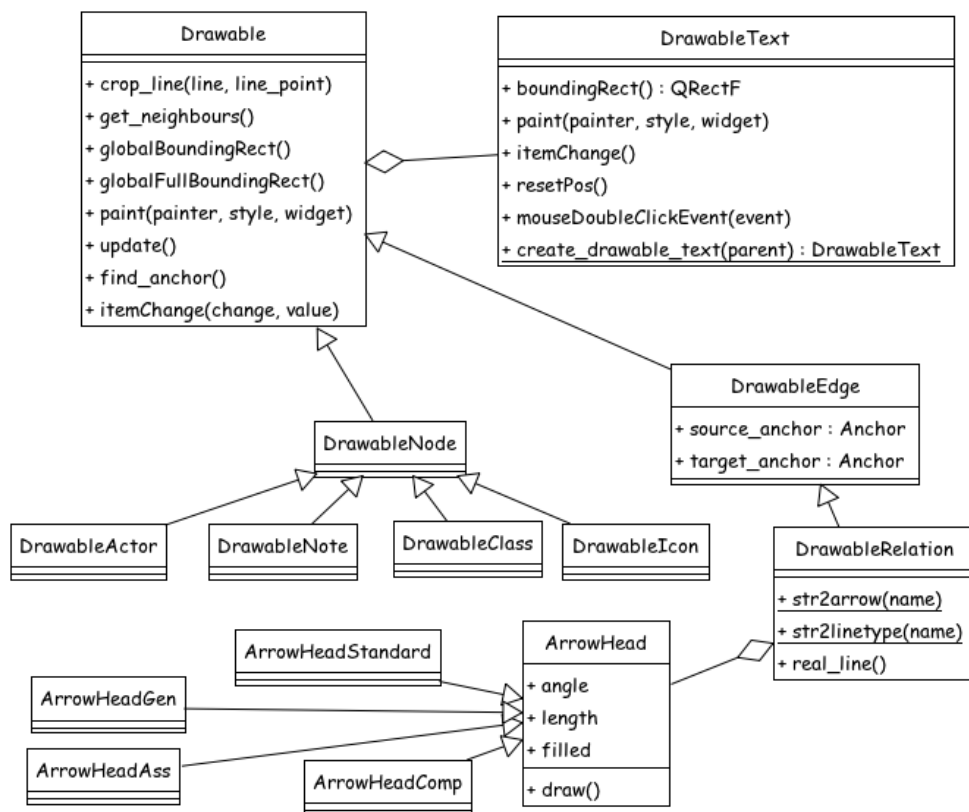 Drawable
+ crop_line(line, line_point)
+ get_neighbours()
+ globalBoundingRect()
+ globalFullBoundingRect()
+ paint(painter, style, widget)
+ update()
+ find_anchor()
+ itemChange(change, value)
DrawableText
+ boundingRect() : QRectF
+ paint(painter, style, widget)
+ itemChange()
+ resetPos()
+ mouseDoubleClickEvent(event)
+ create_drawable_text(parent) : DrawableText
DrawableEdge
+ source_anchor : Anchor
+ target_anchor : Anchor
DrawableNode
DrawableActor
DrawableNote
DrawableClass
DrawableIcon
DrawableRelation
+ str2arrow(name)
+ str2linetype(name)
+ real_line()
ArrowHeadStandard
ArrowHeadGen
ArrowHeadAss
ArrowHeadComp
ArrowHead
+ angle
+ length
+ filled
+ draw()